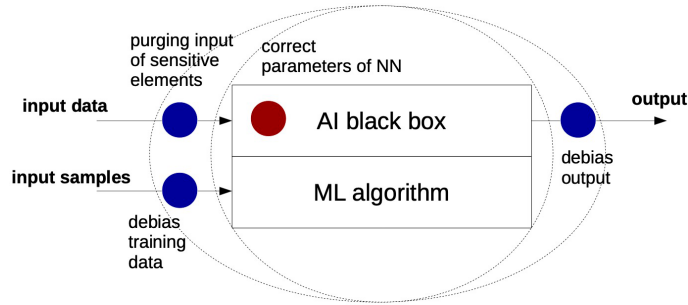 purging input
of sensitive
elements
correct
parameters of NN
input data
AI black box
output
input samples
ML algorithm
debias
output
debias
training
data